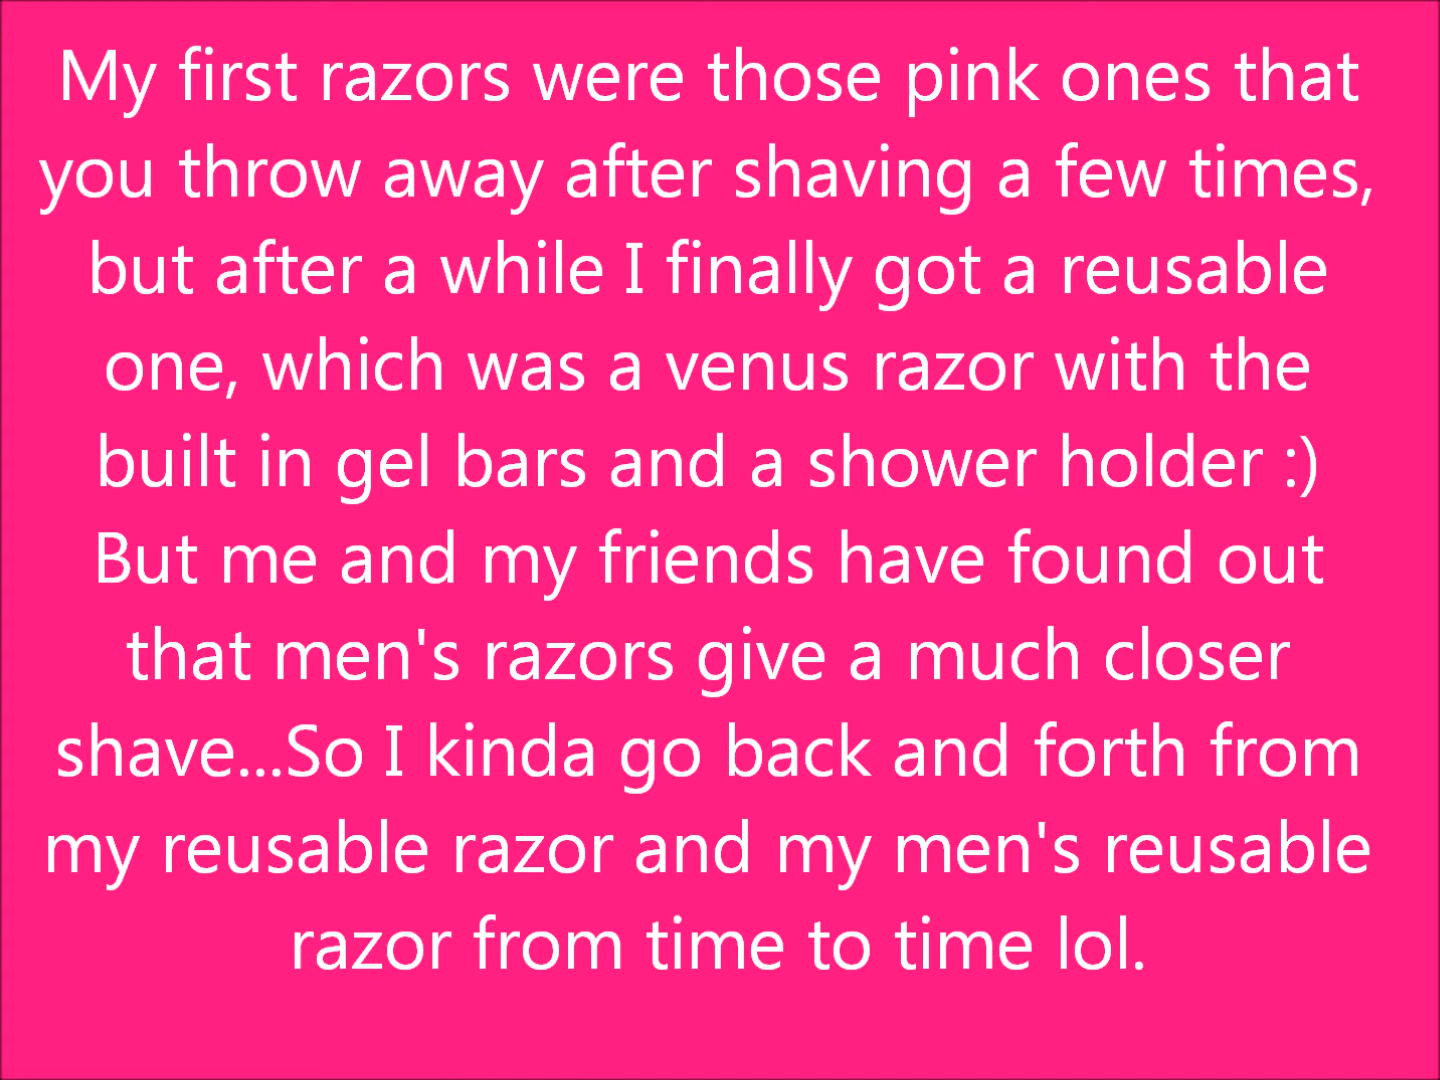 My first razors were those pink ones that
you throw away after shaving a few times,
but after a while I finally got a reusable
one, which was a venus razor with the
built in gel bars and a shower holder :)
But me and my friends have found out
that men's razors give a much closer
shave...So I kinda go back and forth from
my reusable razor and my men's reusable
razor from time to time lol.